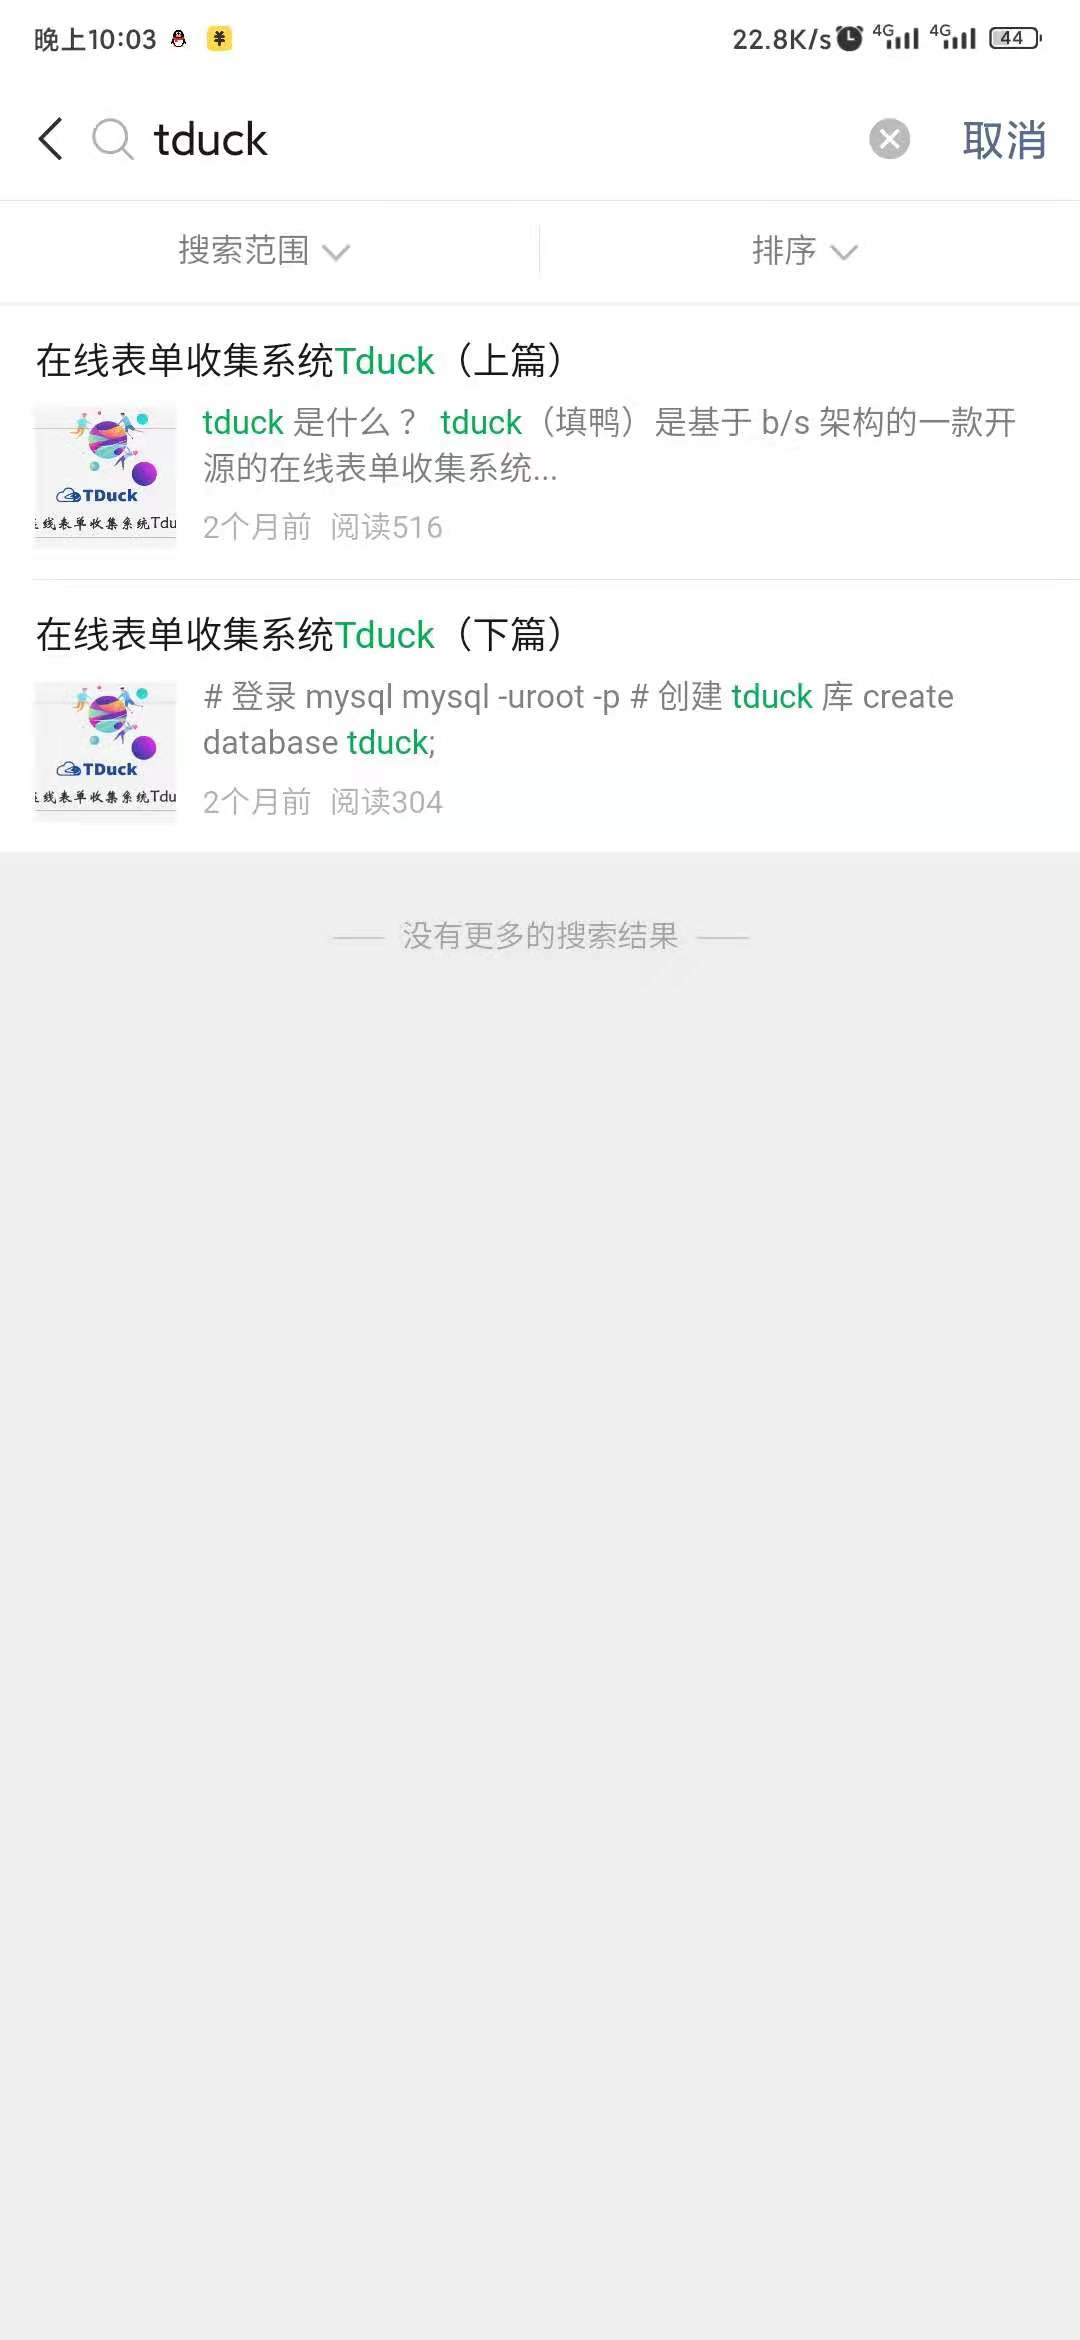 晚上10:03
22.8K/s 4G 4G 44
tduck
取消
搜索范围
排序
在线表单收集系统Tduck（上篇）
tduck 是什么？ tduck（填鸭）是基于 b/s 架构的一款开
源的在线表单收集系统...
TDuck
线表单收集系统Tdu
2个月前 阅读516
在线表单收集系统Tduck（下篇）
# 登录 mysql mysql -uroot -p # 创建 tduck 库 create
database tduck;
TDuck
线表单收集系统Tdu
2个月前 阅读304
没有更多的搜索结果